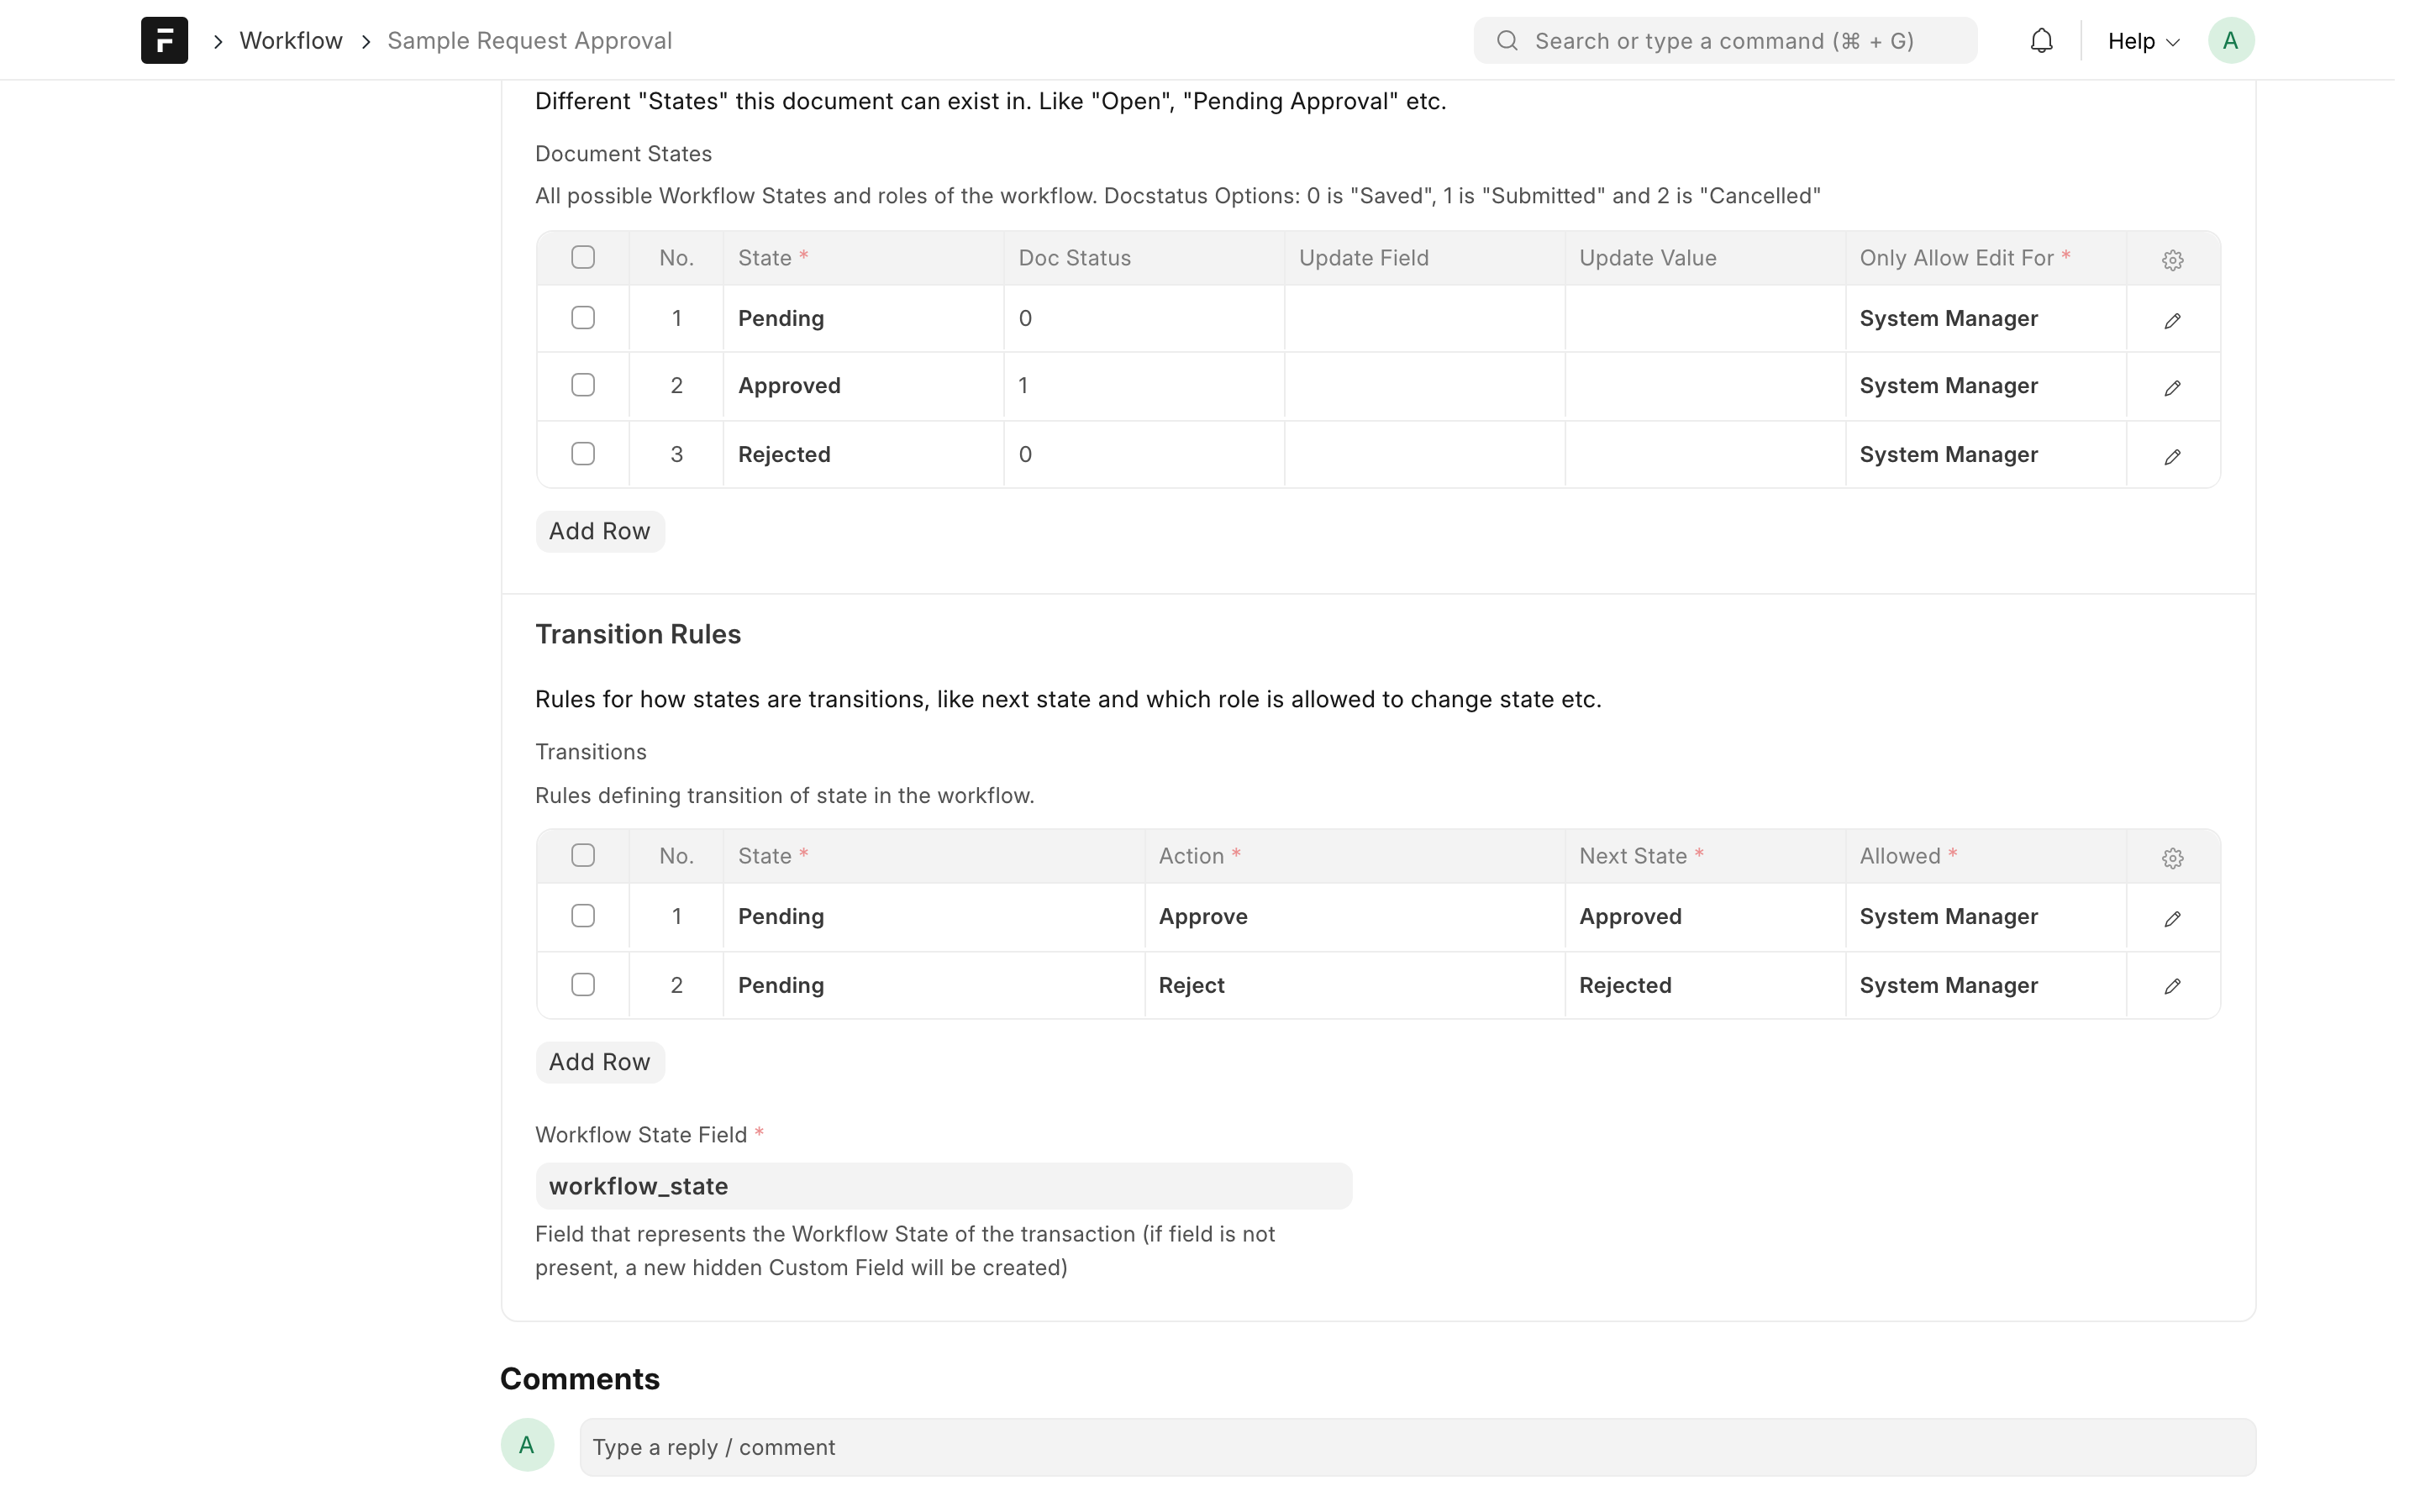 F > Workflow > Sample Request Approval Search or type a command (⌘ + G) Help A
Different "States" this document can exist in. Like "Open", "Pending Approval" etc.
Document States
All possible Workflow States and roles of the workflow. Docstatus Options: 0 is "Saved", 1 is "Submitted" and 2 is "Cancelled"
No. State * Doc Status Update Field Update Value Only Allow Edit For *
1 Pending 0 System Manager
2 Approved 1 System Manager
3 Rejected 0 System Manager
Add Row
Transition Rules
Rules for how states are transitions, like next state and which role is allowed to change state etc.
Transitions
Rules defining transition of state in the workflow.
No. State * Action * Next State * Allowed *
1 Pending Approve Approved System Manager
2 Pending Reject Rejected System Manager
Add Row
Workflow State Field *
workflow_state
Field that represents the Workflow State of the transaction (if field is not
present, a new hidden Custom Field will be created)
Comments
A Type a reply / comment